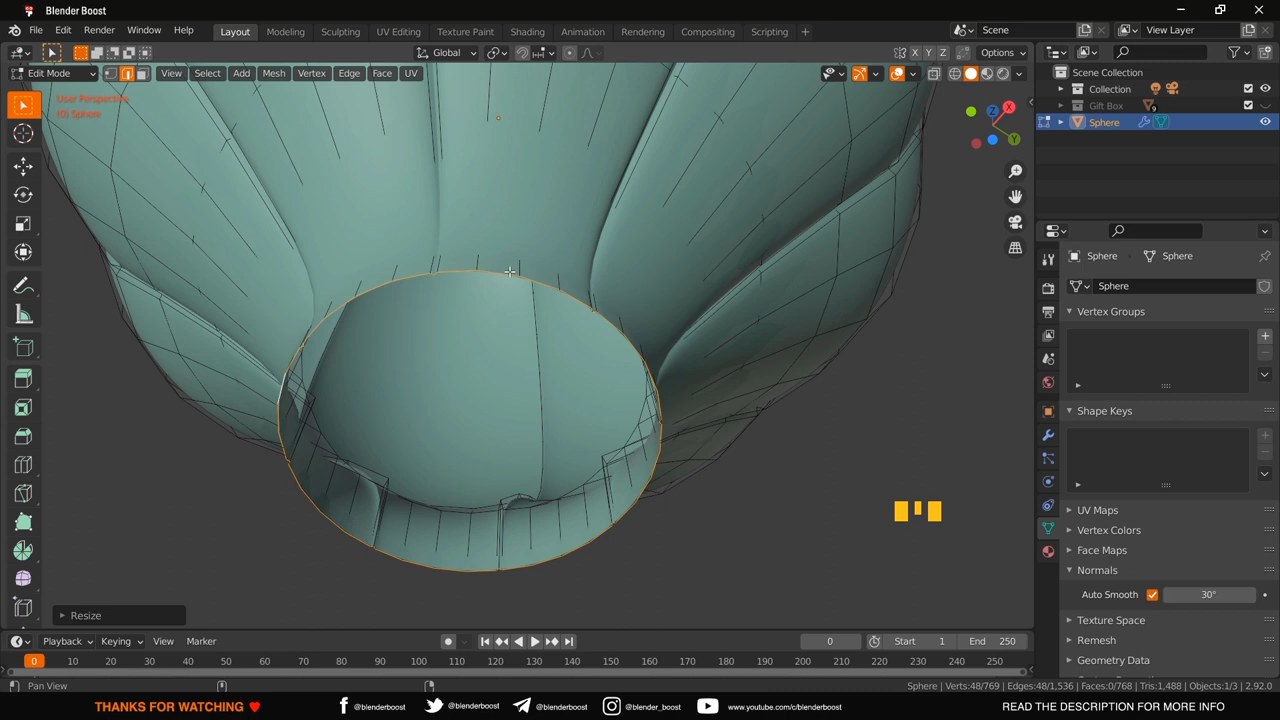 Blender Boost
File Edit Render Window Help Layout Modeling Sculpting UV Editing Texture Paint Shading Animation Rendering Compositing Scripting + Scene View Layer
Global Options
Edit Mode View Select Add Mesh Vertex Edge Face UV X Y Z
User Perspective
(0) Sphere
X
Y
Z
Scene Collection
Collection
Gift Box 9
Sphere
Sphere Sphere
Sphere
Vertex Groups
Shape Keys
UV Maps
Vertex Colors
Face Maps
Normals
Auto Smooth 30°
Texture Space
Remesh
Geometry Data
Resize
Playback Keying View Marker 0 Start 1 End 250
0 10 20 30 40 50 60 70 80 90 100 110 120 130 140 150 160 170 180 190 200 210 220 230 240 250
Pan View Sphere | Verts:48/769 | Edges:48/1,536 | Faces:0/768 | Tris:1,488 | Objects:1/3 | 2.92.0
THANKS FOR WATCHING @blenderboost @blenderboost @blenderboost @blender_boost www.youtube.com/c/blenderboost READ THE DESCRIPTION FOR MORE INFO